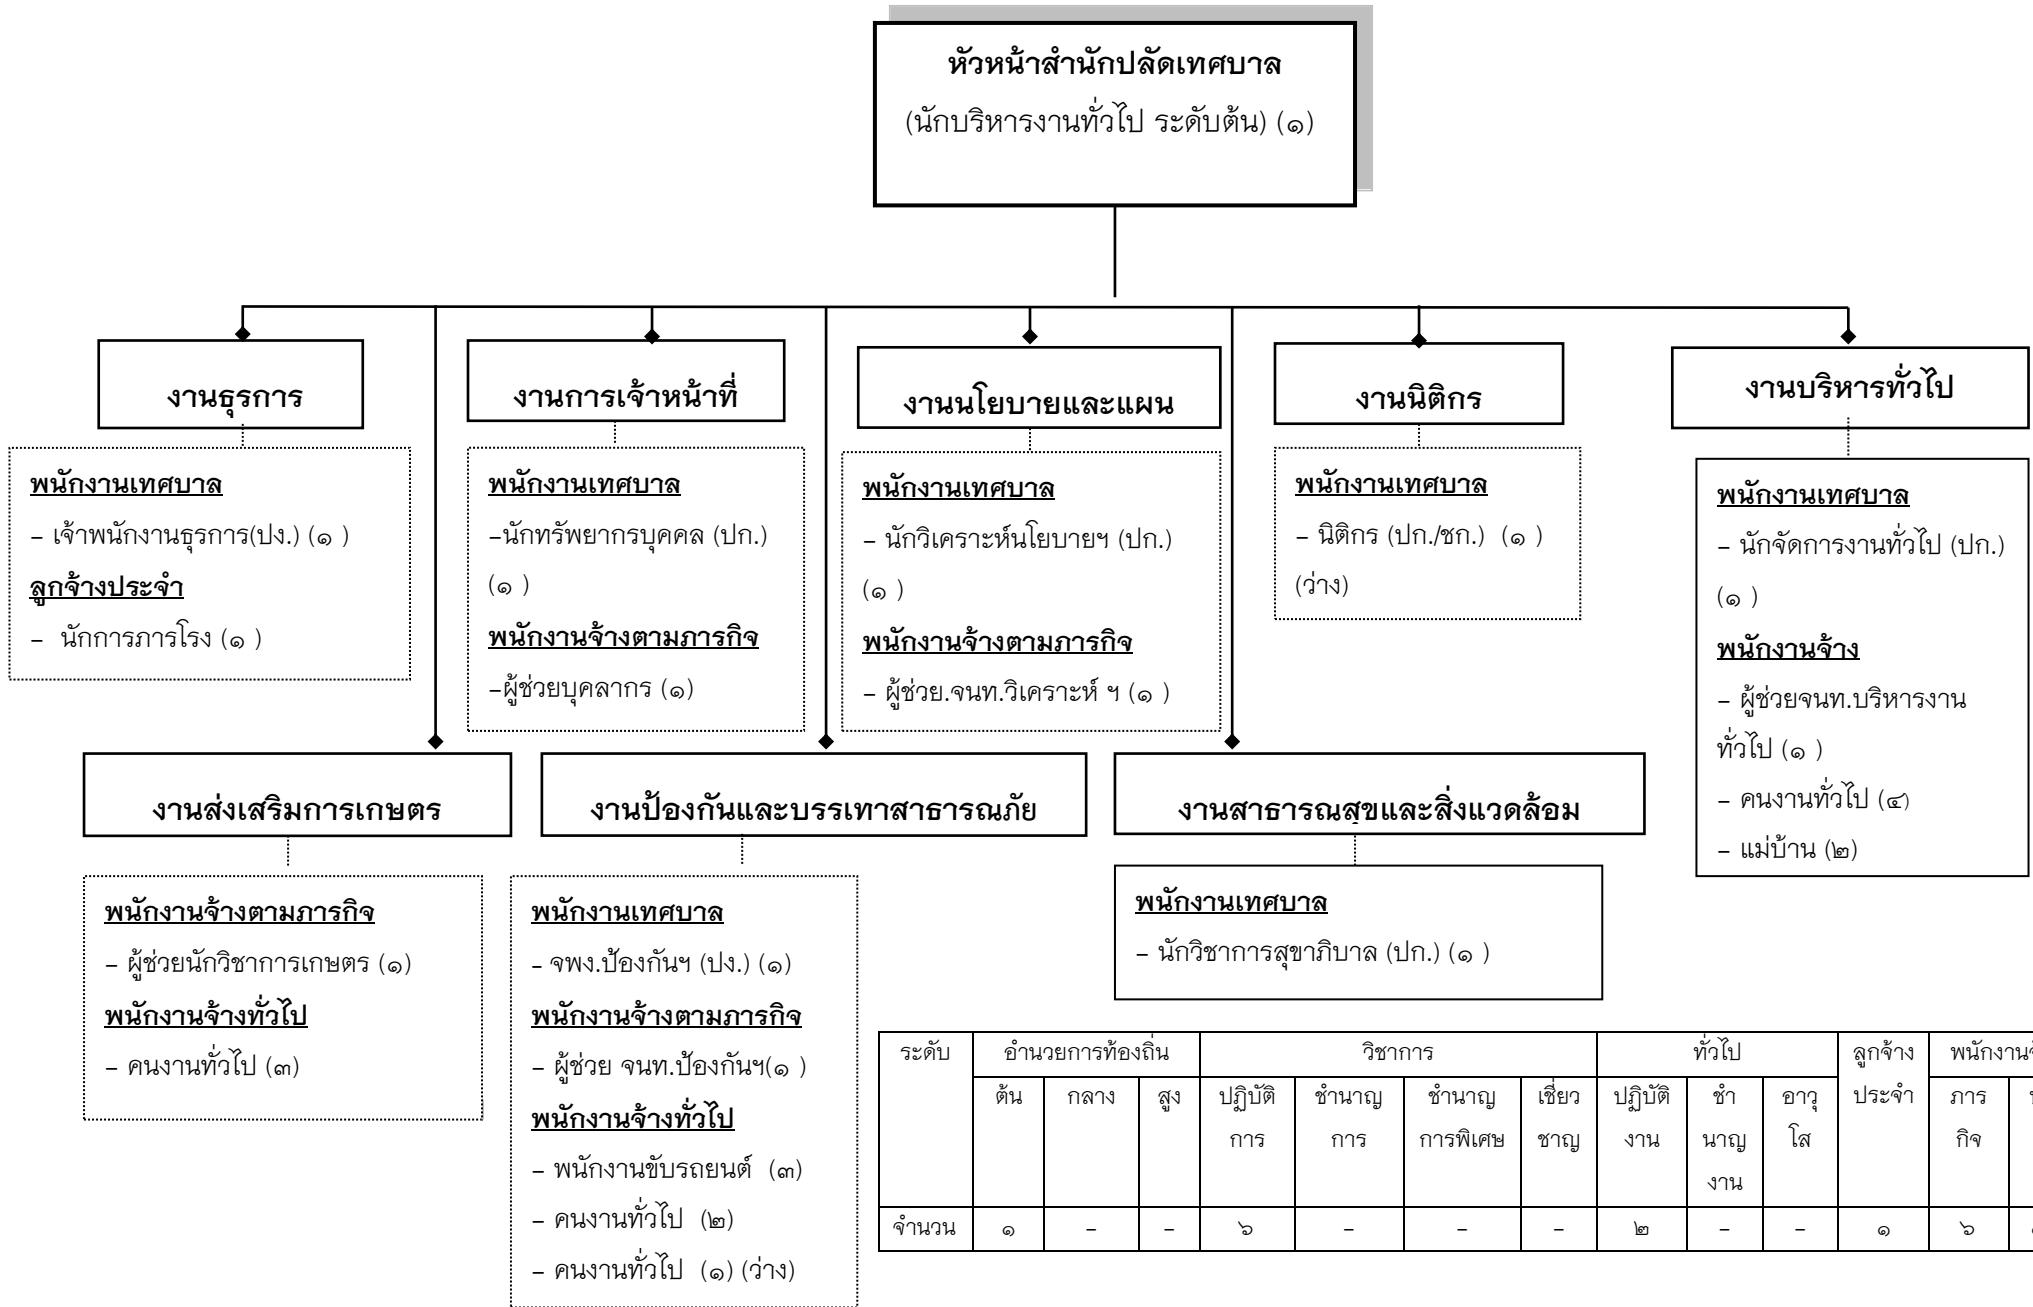 หัวหน้าสำนักปลัดเทศบาล
(นักบริหารงานทั่วไป ระดับต้น) (๑)
งานธุรการ
พนักงานเทศบาล
– เจ้าพนักงานธุรการ(ปง.) (๑ )
ลูกจ้างประจำ
– นักการภารโรง (๑ )
งานการเจ้าหน้าที่
พนักงานเทศบาล
–นักทรัพยากรบุคคล (ปก.)
(๑ )
พนักงานจ้างตามภารกิจ
–ผู้ช่วยบุคลากร (๑)
งานนโยบายและแผน
พนักงานเทศบาล
– นักวิเคราะห์นโยบายฯ (ปก.)
(๑ )
พนักงานจ้างตามภารกิจ
– ผู้ช่วย.จนท.วิเคราะห์ ฯ (๑ )
งานนิติกร
พนักงานเทศบาล
– นิติกร (ปก./ชก.) (๑ )
(ว่าง)
งานบริหารทั่วไป
พนักงานเทศบาล
– นักจัดการงานทั่วไป (ปก.)
(๑ )
พนักงานจ้าง
– ผู้ช่วยจนท.บริหารงาน
ทั่วไป (๑ )
– คนงานทั่วไป (๔)
– แม่บ้าน (๒)
งานส่งเสริมการเกษตร
พนักงานจ้างตามภารกิจ
– ผู้ช่วยนักวิชาการเกษตร (๑)
พนักงานจ้างทั่วไป
– คนงานทั่วไป (๓)
งานป้องกันและบรรเทาสาธารณภัย
พนักงานเทศบาล
- จพง.ป้องกันฯ (ปง.) (๑)
พนักงานจ้างตามภารกิจ
– ผู้ช่วย จนท.ป้องกันฯ(๑ )
พนักงานจ้างทั่วไป
– พนักงานขับรถยนต์ (๓)
– คนงานทั่วไป (๒)
– คนงานทั่วไป (๑) (ว่าง)
งานสาธารณสุขและสิ่งแวดล้อม
พนักงานเทศบาล
– นักวิชาการสุขาภิบาล (ปก.) (๑ )
ระดับ อำนวยการท้องถิ่น วิชาการ ทั่วไป ลูกจ้าง
ต้น กลาง สูง ปฏิบัติ ชำนาญ ชำนาญ เชี่ยว ปฏิบัติ ชำ อาวุ ประจำ ภาร
การ การ การพิเศษ ชาญ งาน นาญ โส กิจ
งาน
จำนวน ๑ – – ๖ – – – ๒ – – ๑ ๖